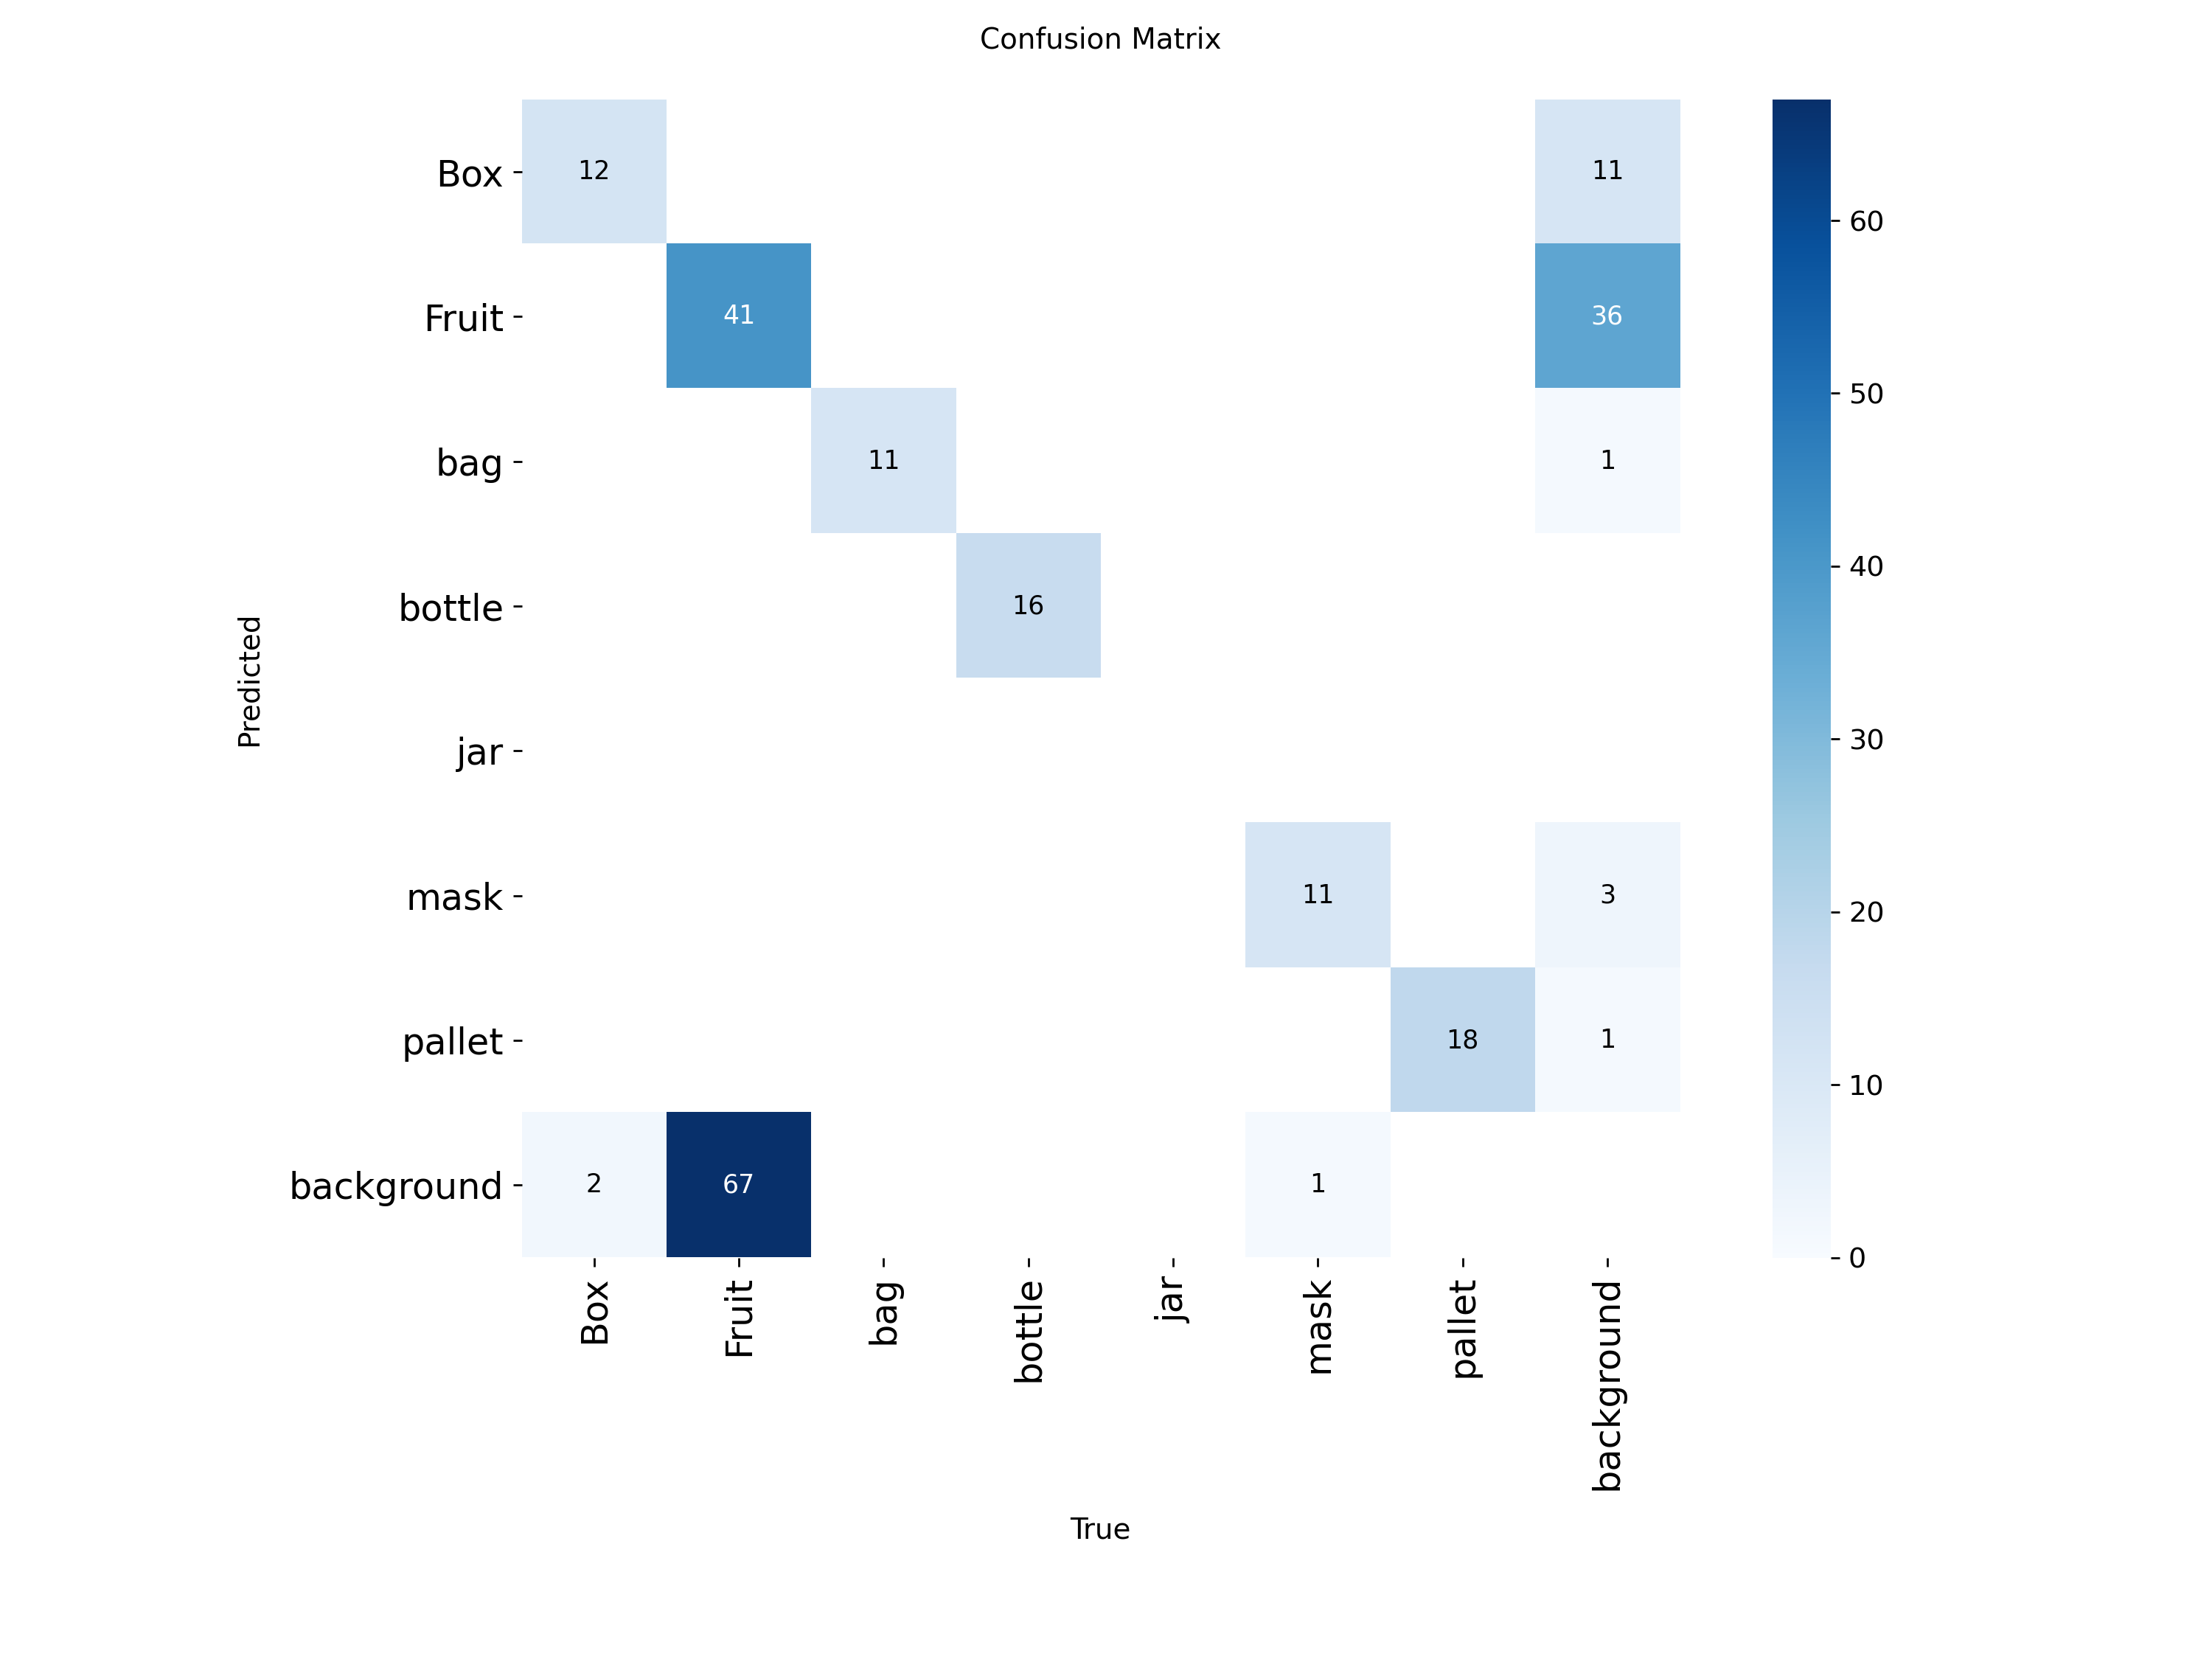 Confusion Matrix
Box
12
11
60
Fruit
41
36
50
bag
11
1
bottle
16
40
Predicted
jar
30
mask
11
3
20
pallet
18
1
10
background
2
67
1
0
Box
Fruit
bag
bottle
jar
mask
pallet
background
True